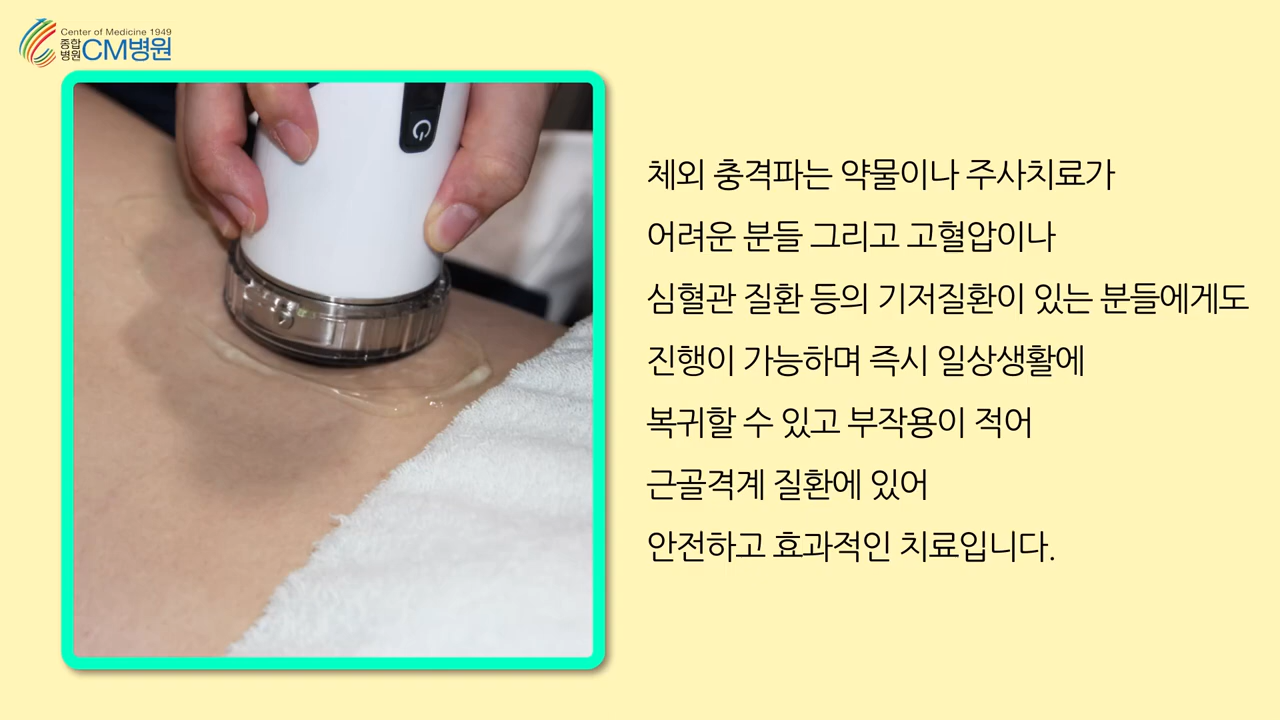 Center of Medicine 1949
종합병원 CM병원
체외 충격파는 약물이나 주사치료가
어려운 분들 그리고 고혈압이나
심혈관 질환 등의 기저질환이 있는 분들에게도
진행이 가능하며 즉시 일상생활에
복귀할 수 있고 부작용이 적어
근골격계 질환에 있어
안전하고 효과적인 치료입니다.